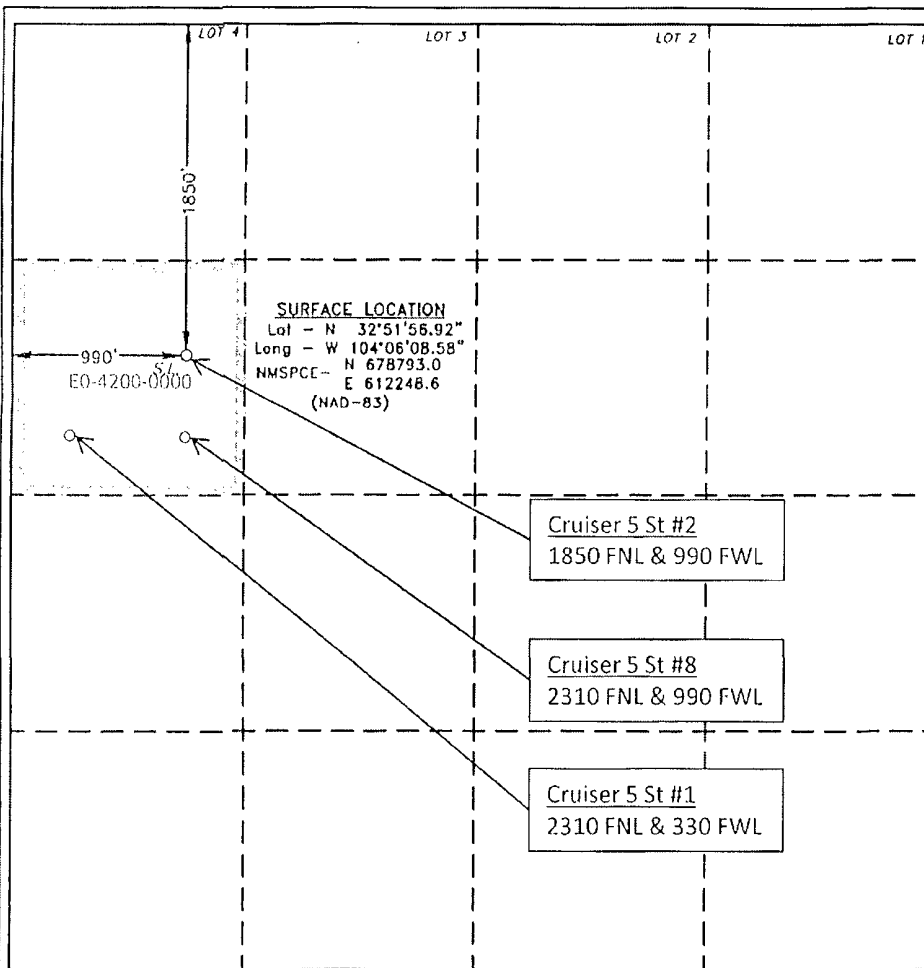 LOT 4
LOT 3
LOT 2
LOT 1
1850'
SURFACE LOCATION
Lat - N 32°51'56.92"
Long - W 104°06'08.58"
NMSPCE- N 678793.0
E 612248.6
(NAD-83)
990'
S.L.
E0-4200-0000
Cruiser 5 St #2
1850 FNL & 990 FWL
Cruiser 5 St #8
2310 FNL & 990 FWL
Cruiser 5 St #1
2310 FNL & 330 FWL